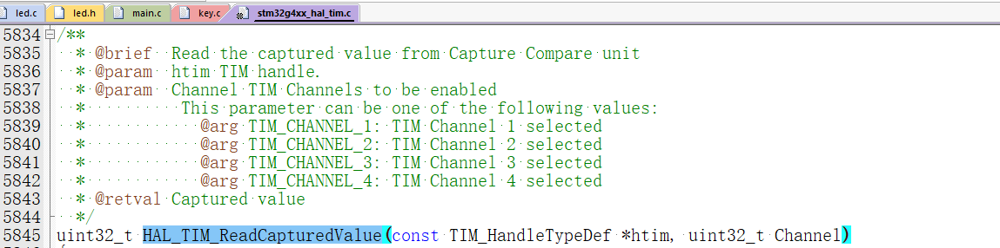 led.c led.h main.c key.c stm32g4xx_hal_tim.c
5834 /**
5835 * @brief Read the captured value from Capture Compare unit
5836 * @param htim TIM handle.
5837 * @param Channel TIM Channels to be enabled
5838 * This parameter can be one of the following values:
5839 * @arg TIM_CHANNEL_1: TIM Channel 1 selected
5840 * @arg TIM_CHANNEL_2: TIM Channel 2 selected
5841 * @arg TIM_CHANNEL_3: TIM Channel 3 selected
5842 * @arg TIM_CHANNEL_4: TIM Channel 4 selected
5843 * @retval Captured value
5844 */
5845 uint32_t HAL_TIM_ReadCapturedValue(const TIM_HandleTypeDef *htim, uint32_t Channel)